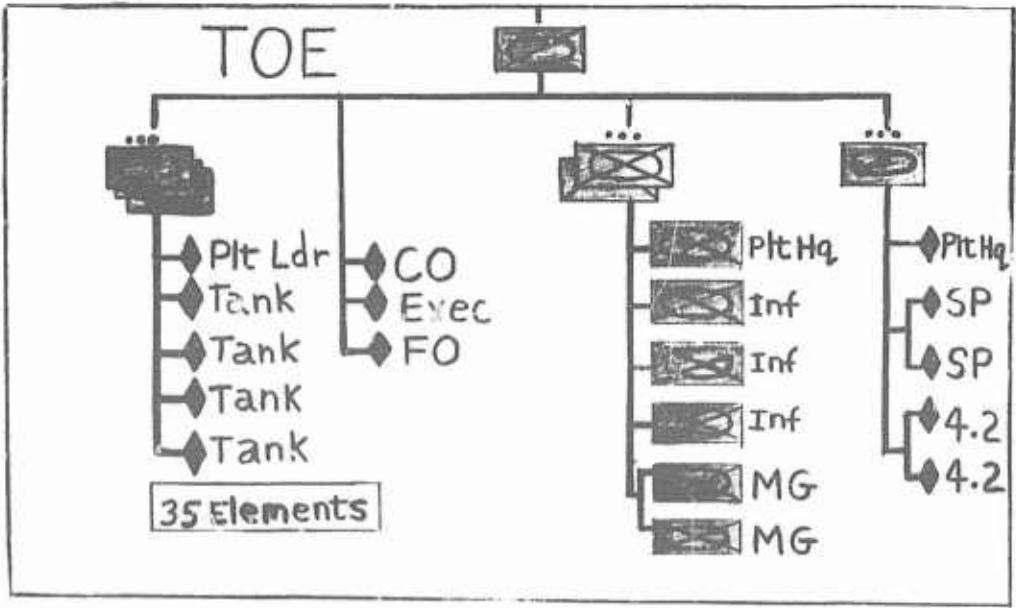 TOE
Plt Ldr
Tank
Tank
Tank
Tank
35 Elements
CO
Exec
FO
Plt Hq
Inf
Inf
Inf
MG
MG
Plt Hq
SP
SP
4.2
4.2